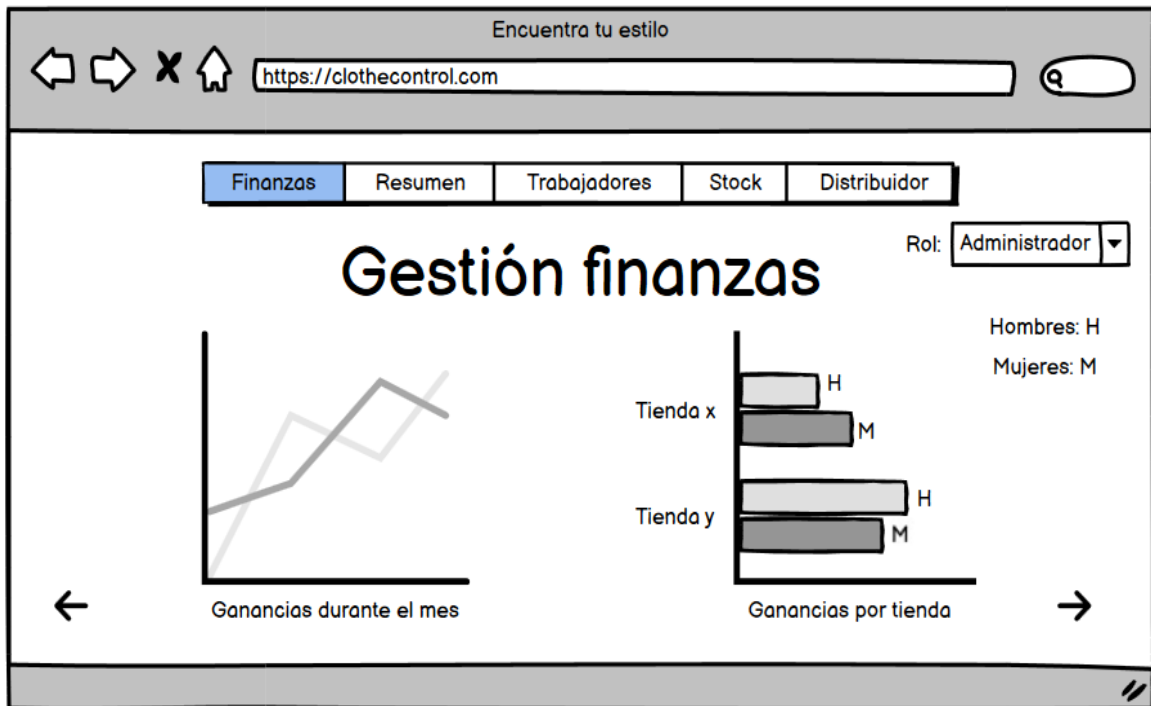 Encuentra tu estilo
https://clothecontrol.com
Finanzas Resumen Trabajadores Stock Distribuidor
Rol: Administrador
Gestión finanzas
Hombres: H
Mujeres: M
H
Tienda x
M
H
Tienda y
M
Ganancias durante el mes
Ganancias por tienda